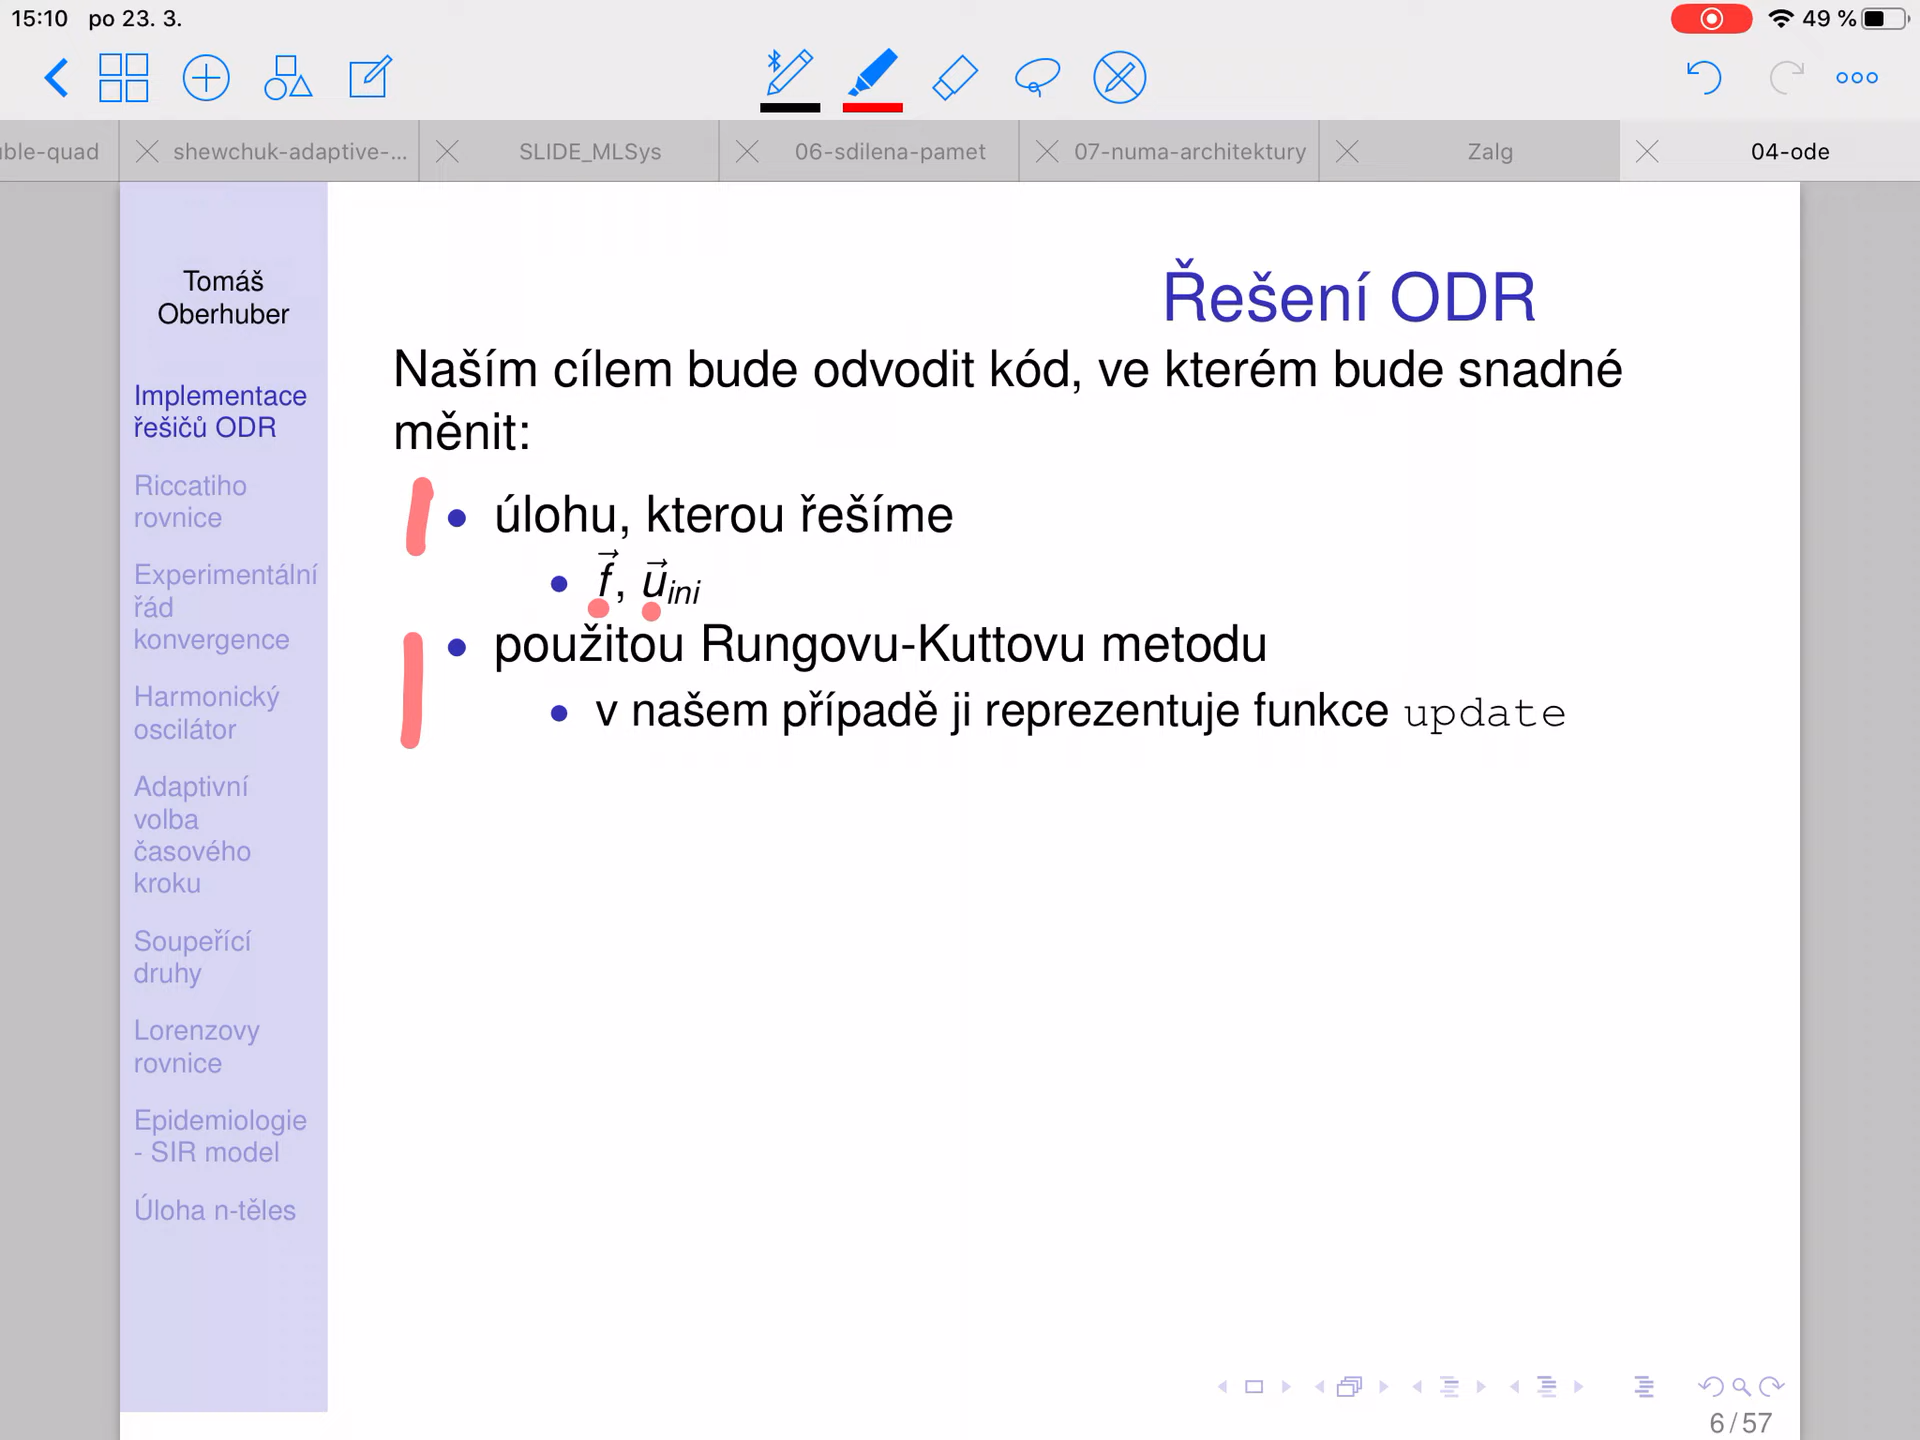 15:10 po 23. 3.
49 %
ble-quad
shewchuk-adaptive-...
SLIDE_MLSys
06-sdilena-pamet
07-numa-architektury
Zalg
04-ode
Tomáš
Oberhuber
Implementace
řešičů ODR
Riccatiho
rovnice
Experimentální
řád
konvergence
Harmonický
oscilátor
Adaptivní
volba
časového
kroku
Soupeřící
druhy
Lorenzovy
rovnice
Epidemiologie
- SIR model
Úloha n-těles
Řešení ODR
Naším cílem bude odvodit kód, ve kterém bude snadné
měnit:
• úlohu, kterou řešíme
• f⃗, u⃗ini
• použitou Rungovu-Kuttovu metodu
• v našem případě ji reprezentuje funkce update
6 / 57